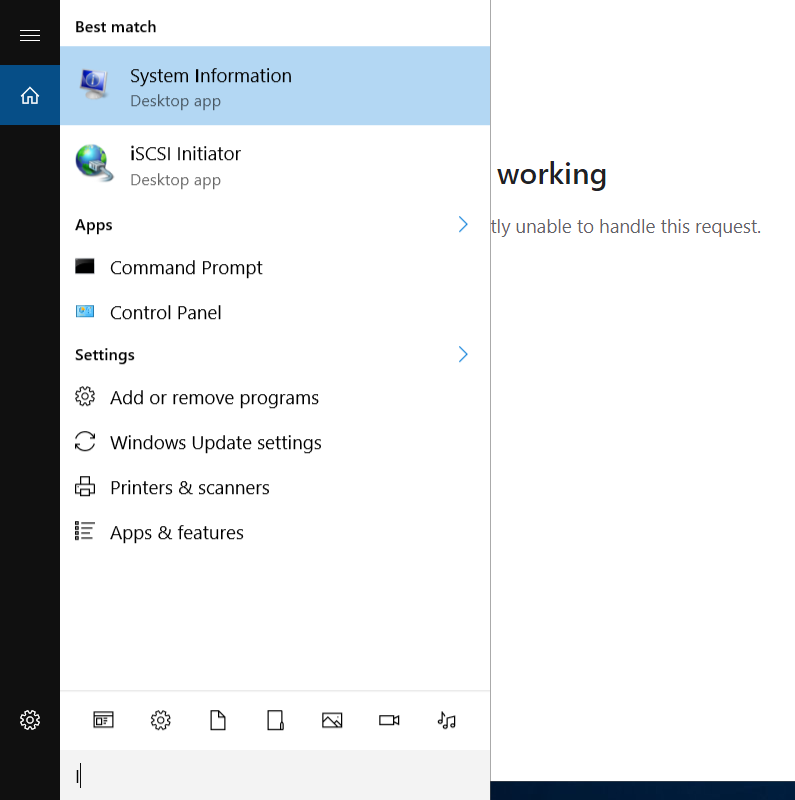 Best match
System Information
Desktop app
iSCSI Initiator
Desktop app
Apps
Command Prompt
Control Panel
Settings
Add or remove programs
Windows Update settings
Printers & scanners
Apps & features
I
working
tly unable to handle this request.